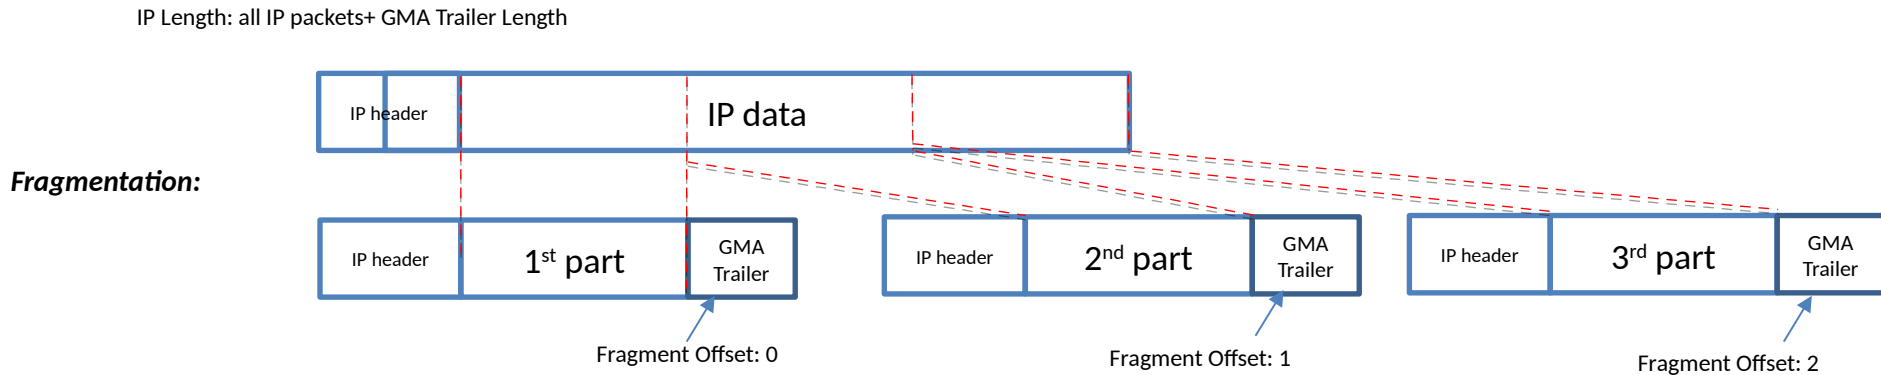 IP Length: all IP packets+ GMA Trailer Length
IP header
IP data
Fragmentation:
IP header
1st part
GMA
Trailer
IP header
2nd part
GMA
Trailer
IP header
3rd part
GMA
Trailer
Fragment Offset: 0
Fragment Offset: 1
Fragment Offset: 2